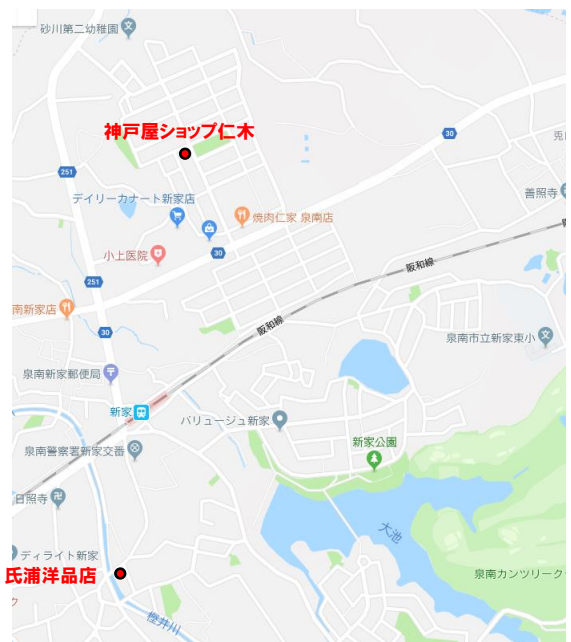 砂川第二幼稚園
神戸屋ショップ仁木
30
251
デイリーカナート新家店
善照寺
焼肉仁家 泉南店
小上医院
30
阪和線
251
南新家店
30
阪和線
泉南市立新家東小
泉南新家郵便局
新家
バリュージュ新家
新家公園
泉南警察署新家交番
日照寺
大池
ディライト新家
氏浦洋品店
泉南カンツリーク
樫井川
ク